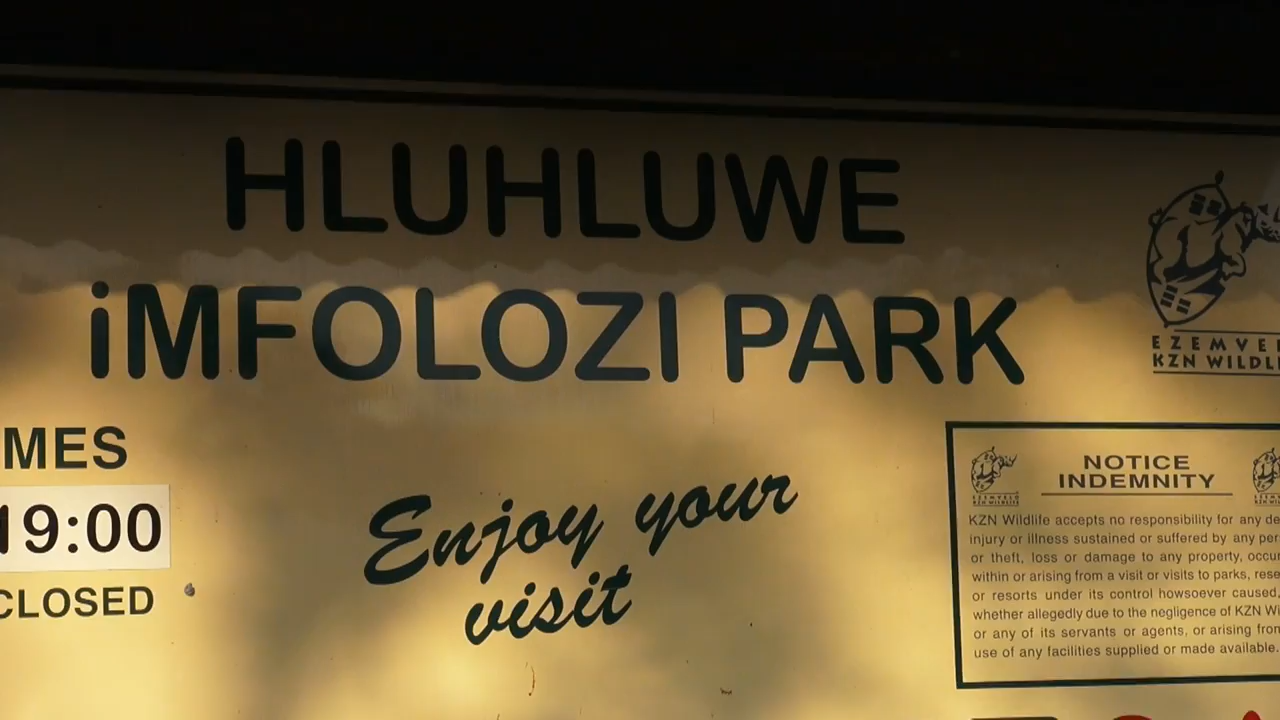 HLUHLUWE
iMFOLOZI PARK
EZEMVE
KZN WILDL
MES
19:00
CLOSED
Enjoy your
visit
NOTICE
INDEMNITY
KZN Wildlife accepts no responsibility for any de
injury or illness sustained or suffered by any per
or theft, loss or damage to any property, occu
within or arising from a visit or visits to parks, rese
or resorts under its control howsoever caused,
whether allegedly due to the negligence of KZN Wi
or any of its servants or agents, or arising from
use of any facilities supplied or made available.